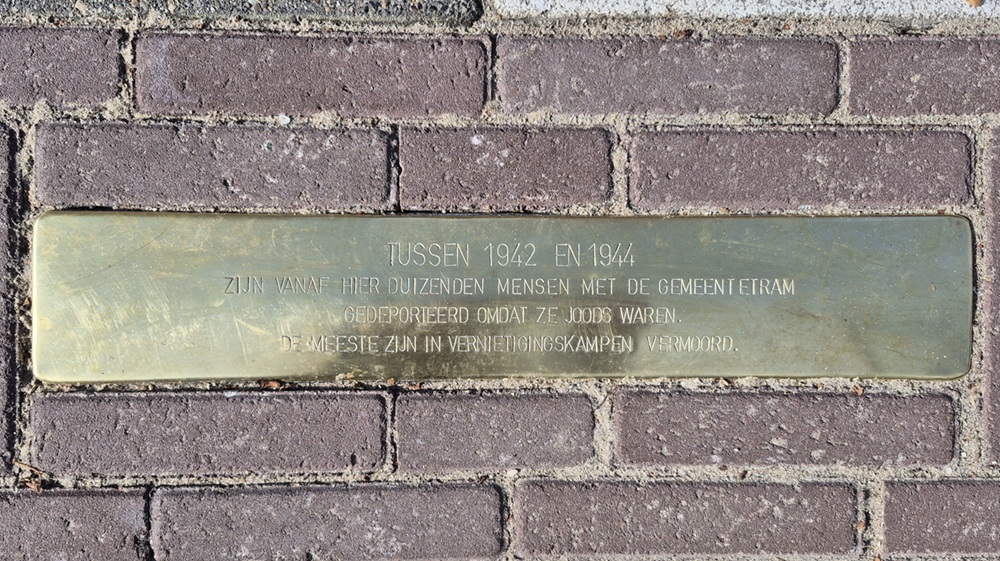 TUSSEN 1942 EN 1944
ZIJN VANAF HIER DUIZENDEN MENSEN MET DE GEMEENTETRAM
GEDEPORTEERD OMDAT ZE JOODS WAREN.
DE MEESTE ZIJN IN VERNIETIGINGSKAMPEN VERMOORD.